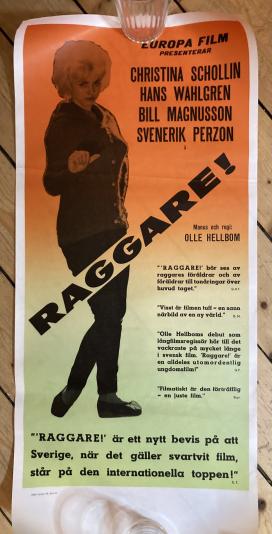 EUROPA FILM
PRESENTERAR
CHRISTINA SCHOLLIN
HANS WAHLGREN
BILL MAGNUSSON
SVENERIK PERZON
i
RAGGARE!
Manus och regi:
OLLE HELLBOM
"'RAGGARE!' bör ses av
raggares föräldrar och av
föräldrar till tonåringar över
huvud taget."
"Visst är filmen tuff – en sann
närbild av en ny värld."
"Olle Hellboms debut som
långfilmsregissör hör till det
vackraste på mycket länge
i svensk film. 'Raggare!' är
en alldeles utomordentlig
ungdomsfilm!"
"Filmatiskt är den förträfflig
– en juste film."
"'RAGGARE!' är ett nytt bevis på att
Sverige, när det gäller svartvit film,
står på den internationella toppen!"